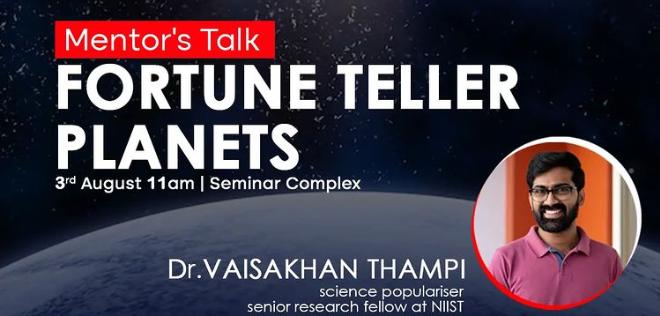 Mentor's Talk
FORTUNE TELLER
PLANETS
3rd August 11am | Seminar Complex
Dr.VAISAKHAN THAMPI
science populariser
senior research fellow at NIIST